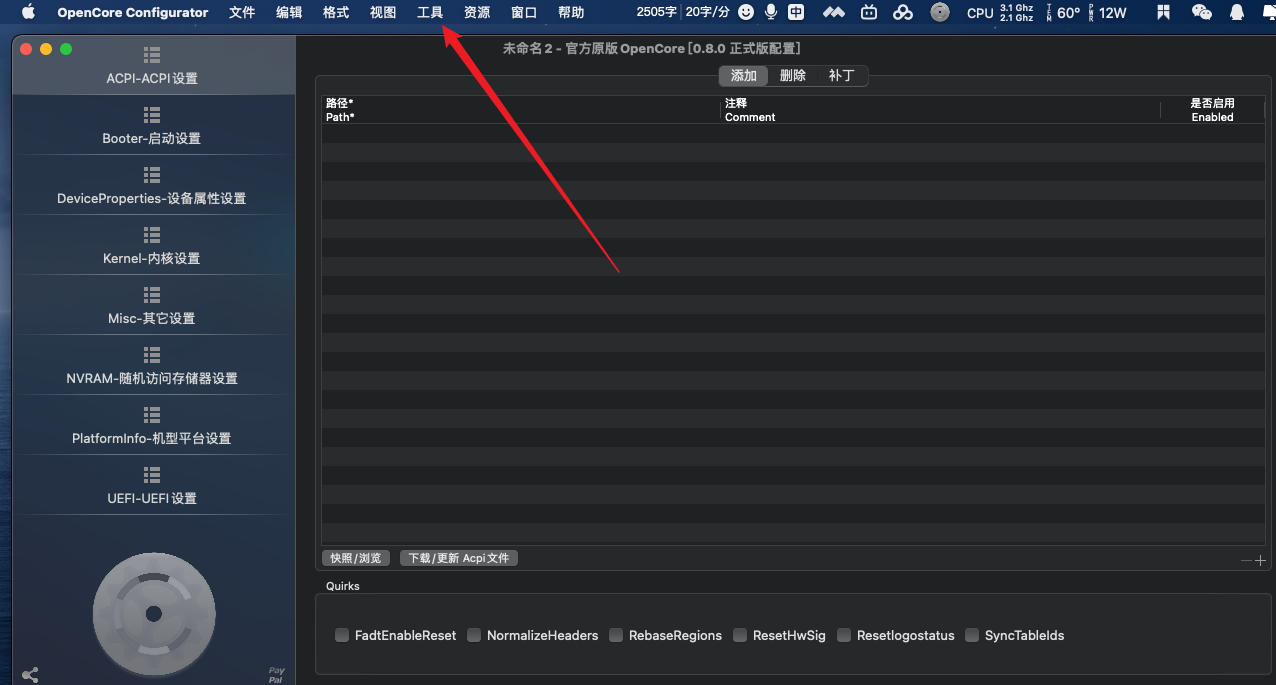 OpenCore Configurator 文件 编辑 格式 视图 工具 资源 窗口 帮助 2505字 20字/分 中 CPU 3.1 Ghz 2.1 Ghz 60° PWR 12W
未命名 2 - 官方原版 OpenCore [0.8.0 正式版配置]
ACPI-ACPI 设置
Booter-启动设置
DeviceProperties-设备属性设置
Kernel-内核设置
Misc-其它设置
NVRAM-随机访问存储器设置
PlatformInfo-机型平台设置
UEFI-UEFI 设置
Pay
Pal
添加 删除 补丁
路径* 注释 是否启用
Path* Comment Enabled
快照/浏览 下载/更新 Acpi 文件
Quirks
FadtEnableReset NormalizeHeaders RebaseRegions ResetHwSig Resetlogostatus SyncTableIds